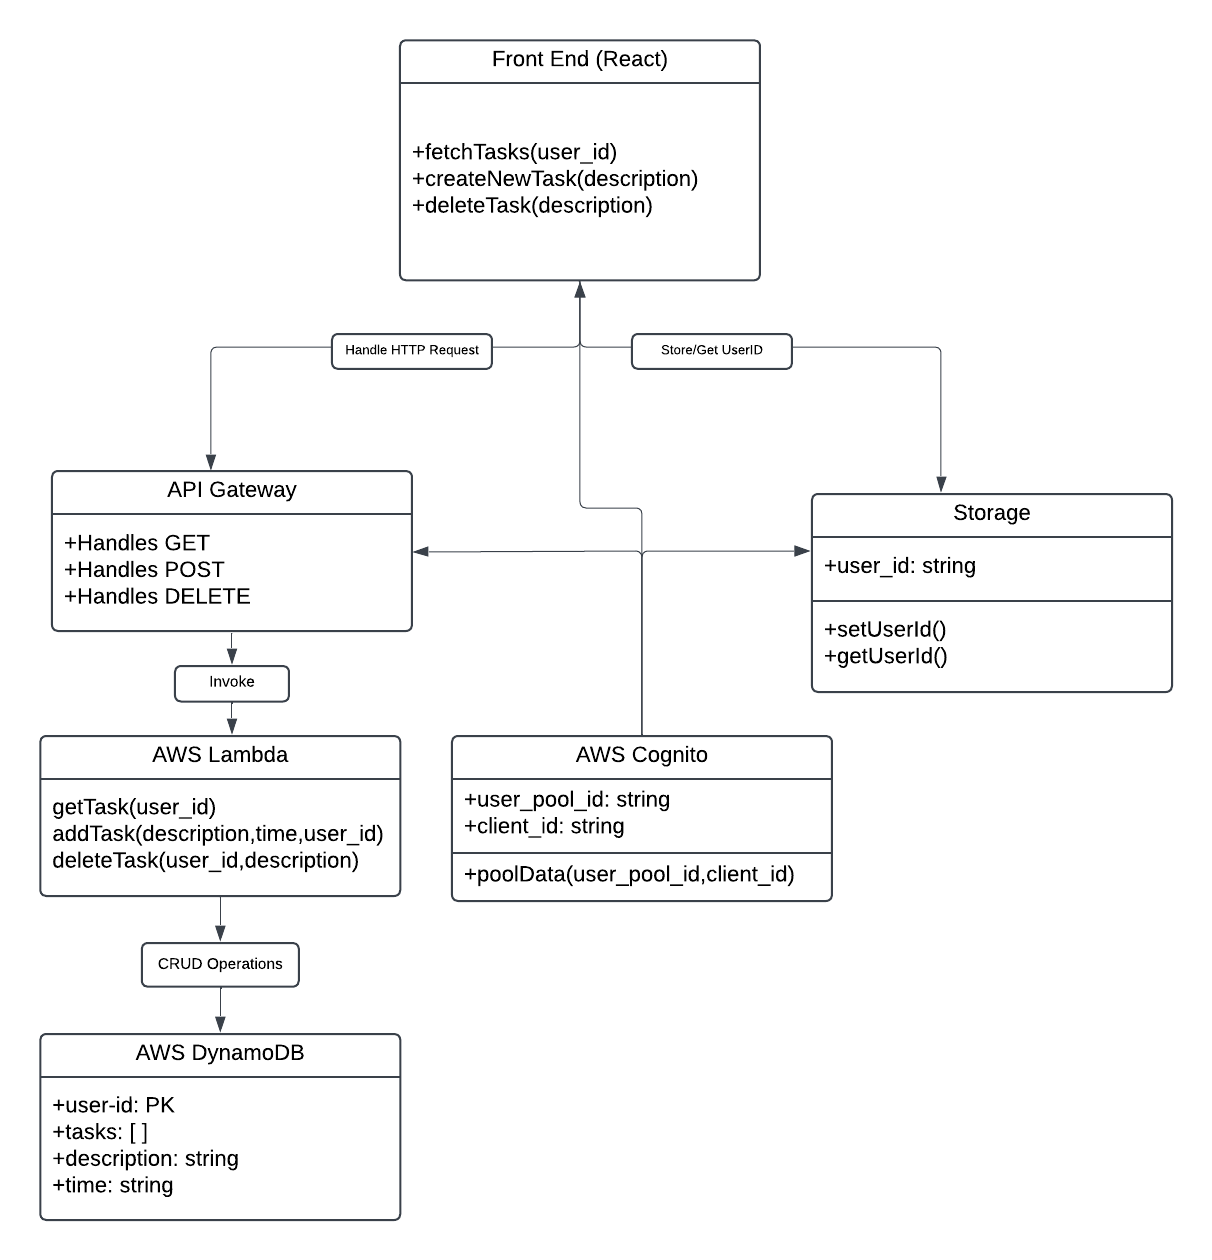 Front End (React)
+fetchTasks(user_id)
+createNewTask(description)
+deleteTask(description)
Handle HTTP Request
Store/Get UserID
API Gateway
+Handles GET
+Handles POST
+Handles DELETE
Storage
+user_id: string
+setUserId()
+getUserId()
Invoke
AWS Lambda
getTask(user_id)
addTask(description,time,user_id)
deleteTask(user_id,description)
AWS Cognito
+user_pool_id: string
+client_id: string
+poolData(user_pool_id,client_id)
CRUD Operations
AWS DynamoDB
+user-id: PK
+tasks: [ ]
+description: string
+time: string